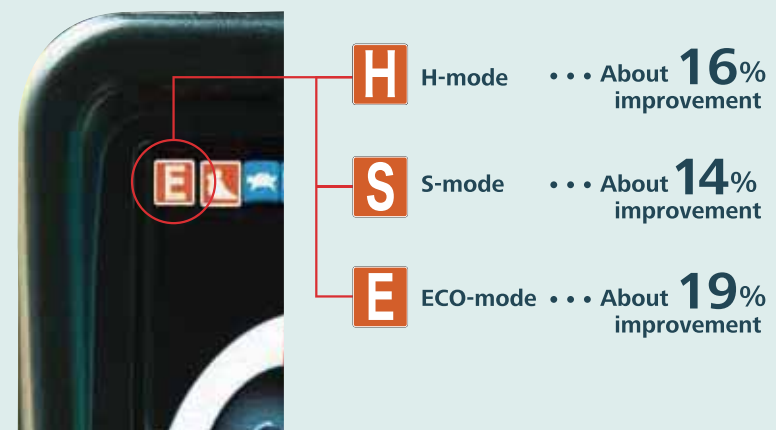 E
H H-mode • • • About 16%
improvement
S S-mode • • • About 14%
improvement
E ECO-mode • • • About 19%
improvement